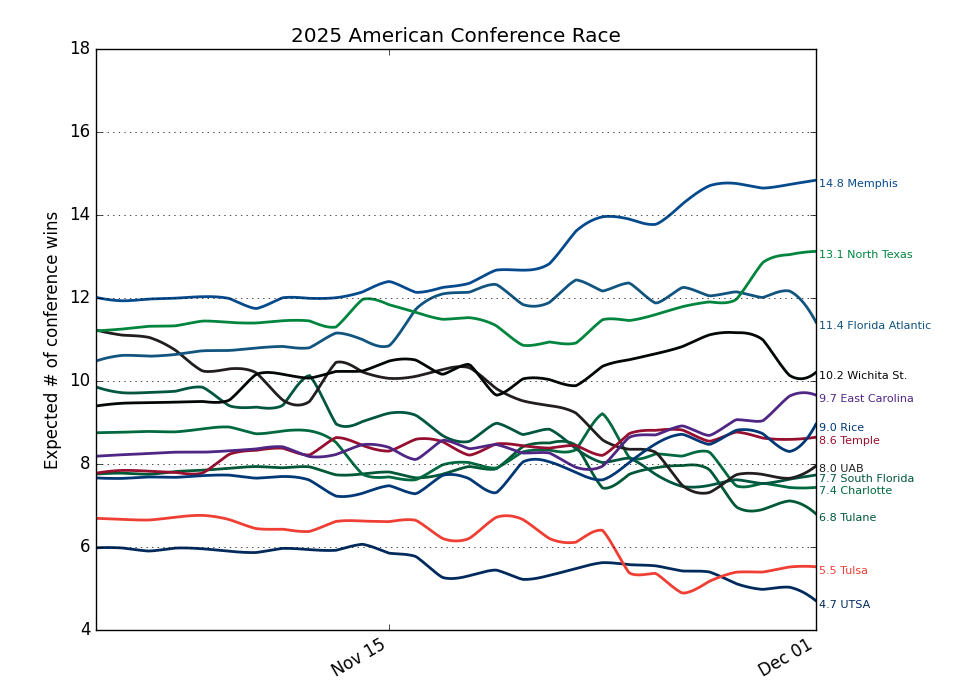 2025 American Conference Race
Expected # of conference wins
18
16
14
12
10
8
6
4
14.8 Memphis
13.1 North Texas
11.4 Florida Atlantic
10.2 Wichita St.
9.7 East Carolina
9.0 Rice
8.6 Temple
8.0 UAB
7.7 South Florida
7.4 Charlotte
6.8 Tulane
5.5 Tulsa
4.7 UTSA
Nov 15
Dec 01